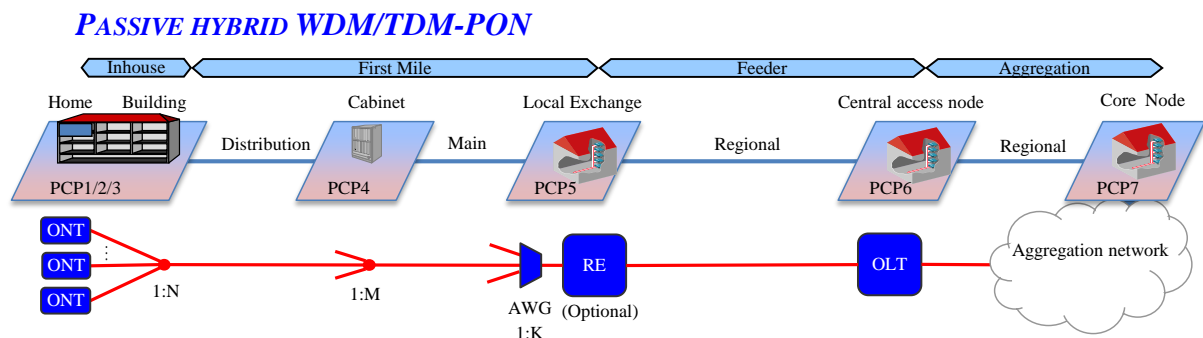 PASSIVE HYBRID WDM/TDM-PON
Inhouse First Mile Feeder Aggregation
Home Building Cabinet Local Exchange Central access node Core Node
Distribution Main Regional Regional
PCP1/2/3 PCP4 PCP5 PCP6 PCP7
ONT
ONT
ONT
1:N
1:M
AWG
1:K
RE
(Optional)
OLT
Aggregation network